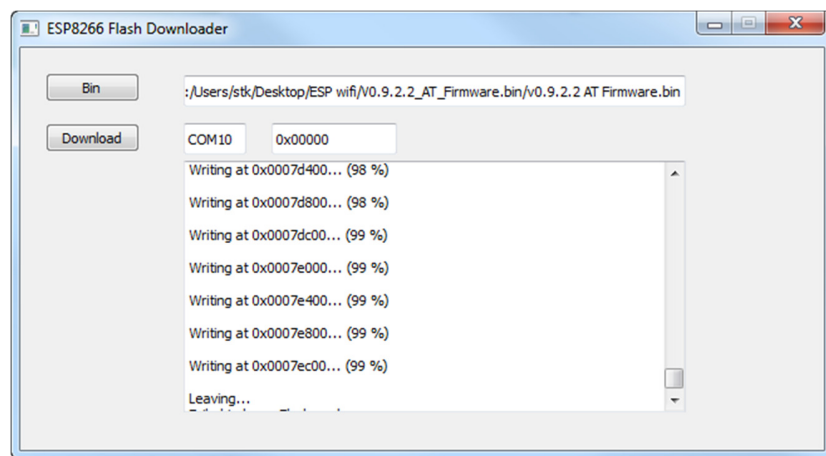 ESP8266 Flash Downloader
Bin
:/Users/stk/Desktop/ESP wifi/V0.9.2.2_AT_Firmware.bin/v0.9.2.2 AT Firmware.bin
Download
COM10
0x00000
Writing at 0x0007d400... (98 %)
Writing at 0x0007d800... (98 %)
Writing at 0x0007dc00... (99 %)
Writing at 0x0007e000... (99 %)
Writing at 0x0007e400... (99 %)
Writing at 0x0007e800... (99 %)
Writing at 0x0007ec00... (99 %)
Leaving...